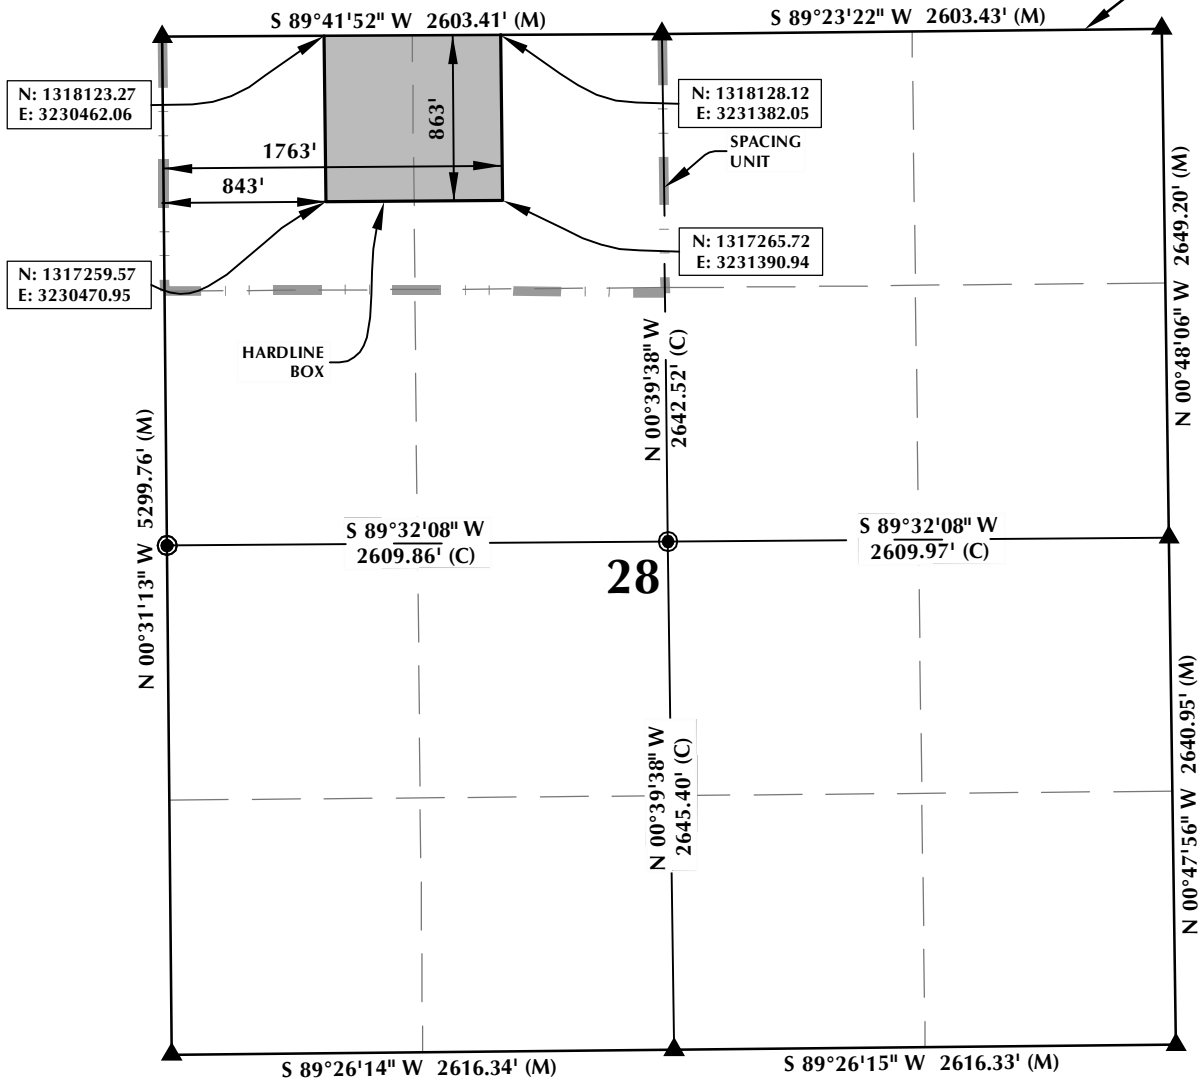 S 89°41'52" W 2603.41' (M)
S 89°23'22" W 2603.43' (M)
N: 1318123.27
E: 3230462.06
N: 1318128.12
E: 3231382.05
863'
SPACING
UNIT
1763'
843'
N: 1317265.72
E: 3231390.94
N: 1317259.57
E: 3230470.95
HARDLINE
BOX
N 00°39'38" W
2642.52' (C)
N 00°48'06" W 2649.20' (M)
N 00°31'13" W 5299.76' (M)
S 89°32'08" W
2609.86' (C)
S 89°32'08" W
2609.97' (C)
28
N 00°39'38" W
2645.40' (C)
N 00°47'56" W 2640.95' (M)
S 89°26'14" W 2616.34' (M)
S 89°26'15" W 2616.33' (M)